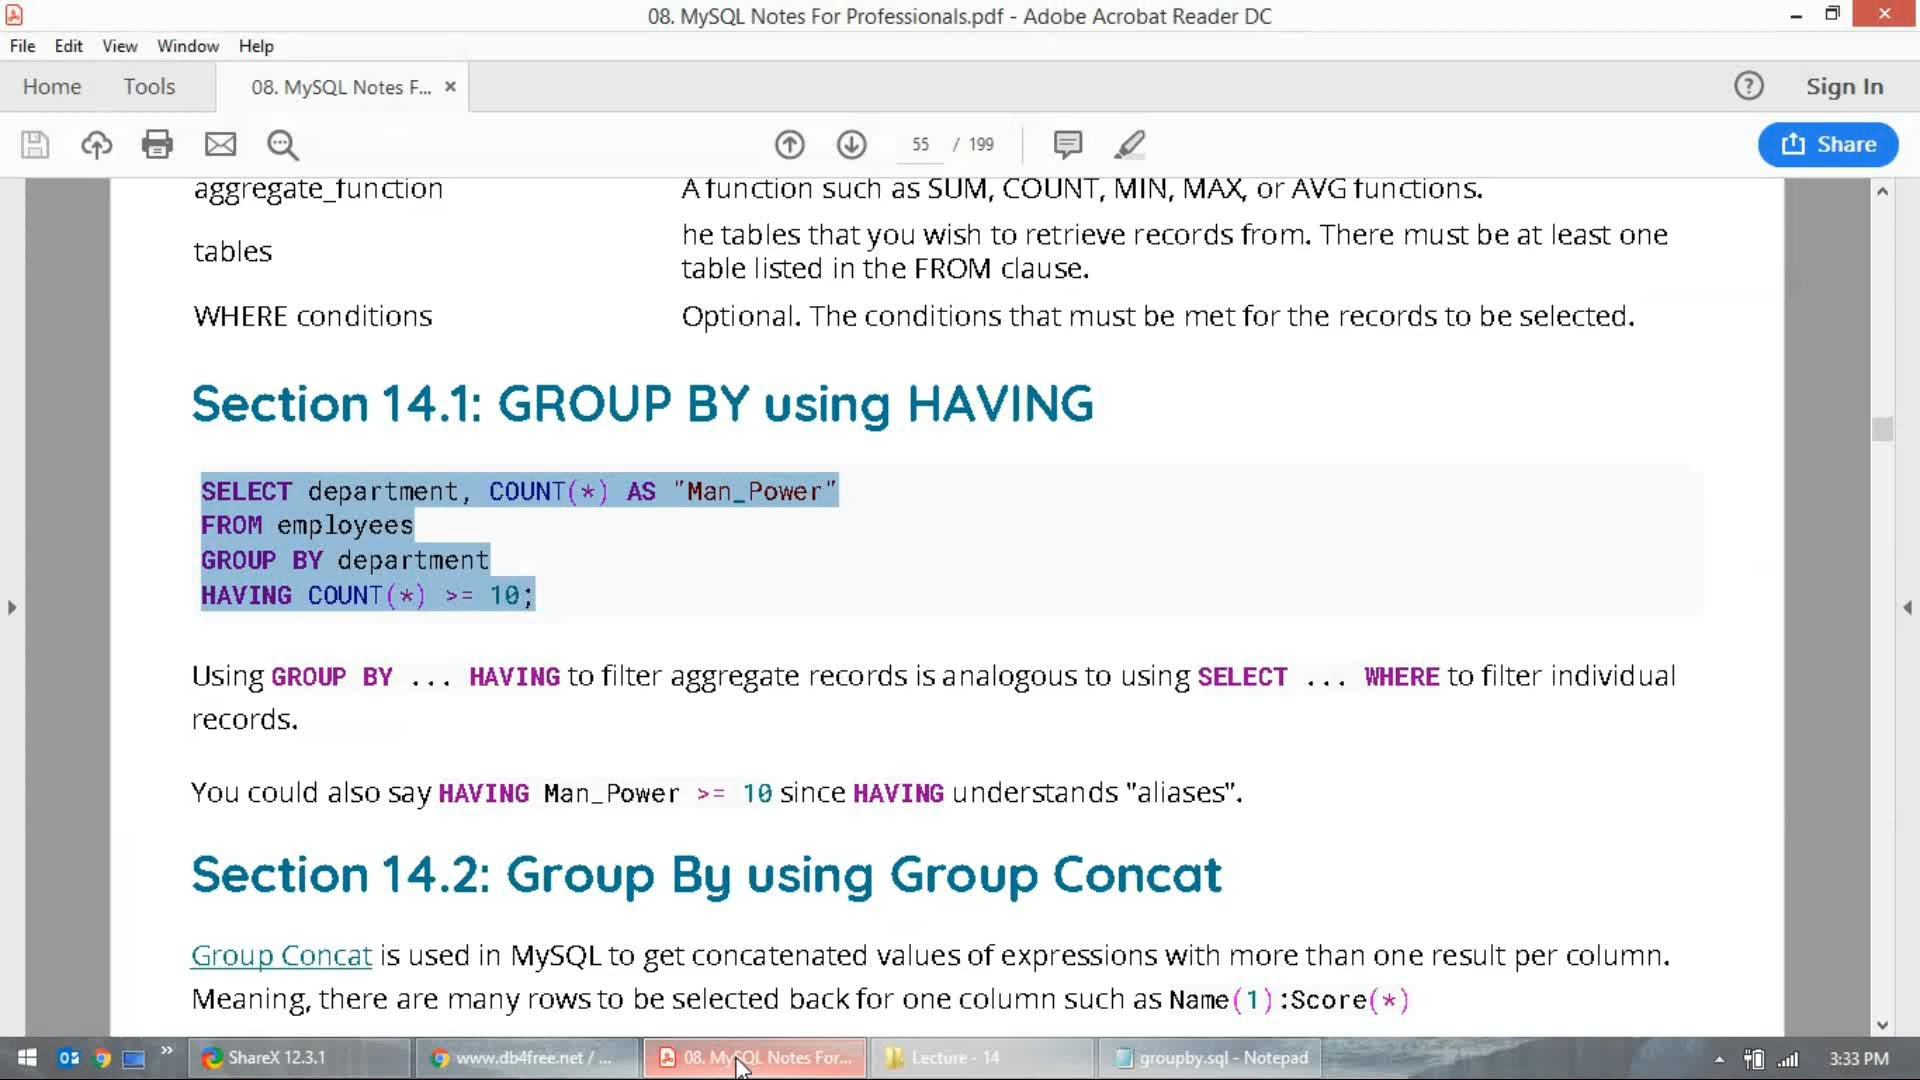 08. MySQL Notes For Professionals.pdf - Adobe Acrobat Reader DC
File Edit View Window Help
Home Tools 08. MySQL Notes F... × Sign In
55 / 199 Share
aggregate_function A function such as SUM, COUNT, MIN, MAX, or AVG functions.
tables he tables that you wish to retrieve records from. There must be at least one
table listed in the FROM clause.
WHERE conditions Optional. The conditions that must be met for the records to be selected.
Section 14.1: GROUP BY using HAVING
SELECT department, COUNT(*) AS "Man_Power"
FROM employees
GROUP BY department
HAVING COUNT(*) >= 10;
Using GROUP BY ... HAVING to filter aggregate records is analogous to using SELECT ... WHERE to filter individual
records.
You could also say HAVING Man_Power >= 10 since HAVING understands "aliases".
Section 14.2: Group By using Group Concat
Group Concat is used in MySQL to get concatenated values of expressions with more than one result per column.
Meaning, there are many rows to be selected back for one column such as Name(1):Score(*)
ShareX 12.3.1 www.db4free.net / ... 08. MySQL Notes For... Lecture - 14 groupby.sql - Notepad 3:33 PM